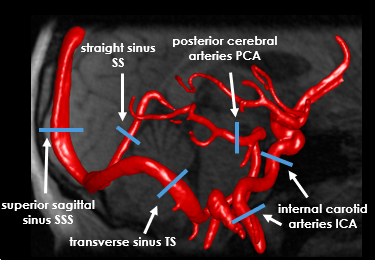 straight sinus
SS
posterior cerebral
arteries PCA
superior sagittal
sinus SSS
transverse sinus TS
internal carotid
arteries ICA